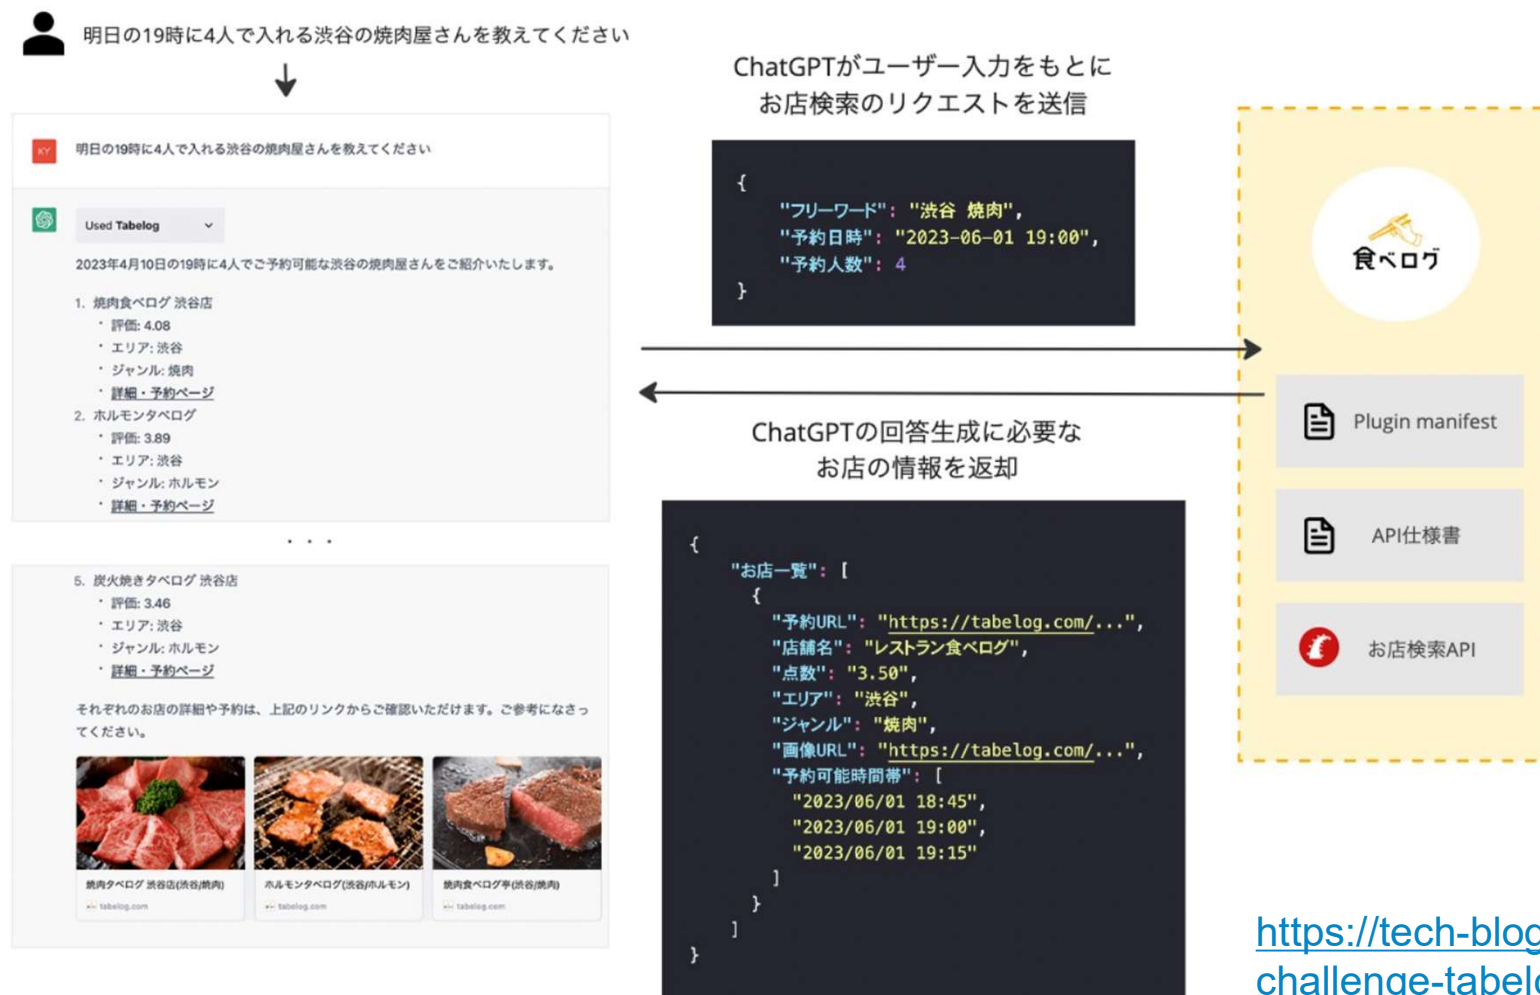 明日の19時に4人で入れる渋谷の焼肉屋さんを教えてください
KY
明日の19時に4人で入れる渋谷の焼肉屋さんを教えてください
Used Tabelog
2023年4月10日の19時に4人でご予約可能な渋谷の焼肉屋さんをご紹介いたします。
1. 焼肉食べログ 渋谷店
・ 評価: 4.08
・ エリア: 渋谷
・ ジャンル: 焼肉
・ 詳細・予約ページ
2. ホルモンタベログ
・ 評価: 3.89
・ エリア: 渋谷
・ ジャンル: ホルモン
・ 詳細・予約ページ
・・・
5. 炭火焼きタベログ 渋谷店
・ 評価: 3.46
・ エリア: 渋谷
・ ジャンル: ホルモン
・ 詳細・予約ページ
それぞれのお店の詳細や予約は、上記のリンクからご確認いただけます。ご参考になさっ
てください。
焼肉タベログ 渋谷店(渋谷/焼肉)
tabelog.com
ホルモンタベログ(渋谷/ホルモン)
tabelog.com
焼肉食べログ亭(渋谷/焼肉)
tabelog.com
ChatGPTがユーザー入力をもとに
お店検索のリクエストを送信
{
"フリーワード": "渋谷 焼肉",
"予約日時": "2023-06-01 19:00",
"予約人数": 4
}
ChatGPTの回答生成に必要な
お店の情報を返却
{
"お店一覧": [
{
"予約URL": "https://tabelog.com/...",
"店舗名": "レストラン食べログ",
"点数": "3.50",
"エリア": "渋谷",
"ジャンル": "焼肉",
"画像URL": "https://tabelog.com/...",
"予約可能時間帯": [
"2023/06/01 18:45",
"2023/06/01 19:00",
"2023/06/01 19:15"
]
}
]
}
食べログ
Plugin manifest
API仕様書
お店検索API
https://tech-blog
challenge-tabelo